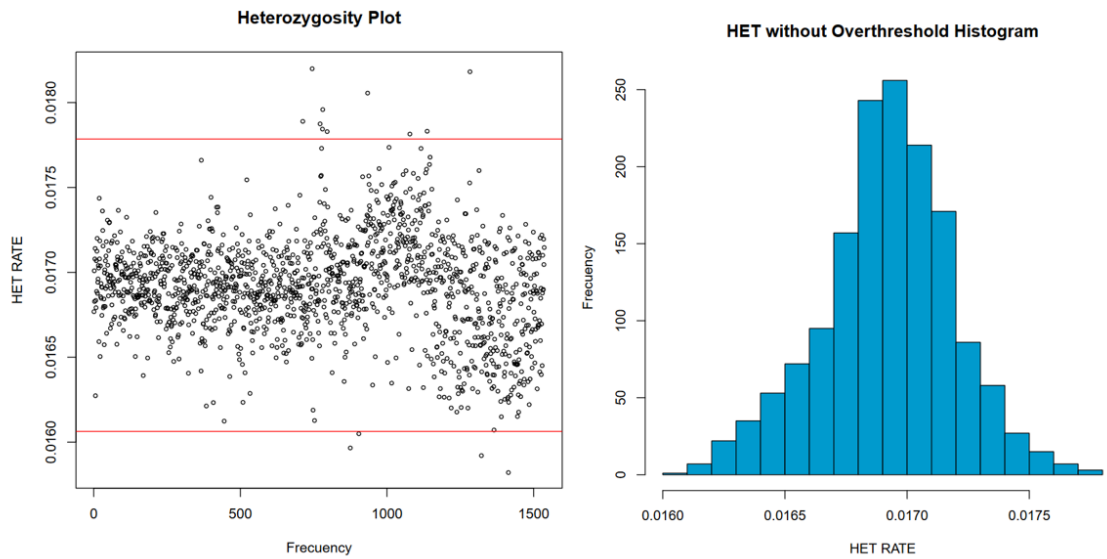 Heterozygosity Plot
HET RATE
0.0180
0.0175
0.0170
0.0165
0.0160
0 500 1000 1500
Frecuency
HET without Overthreshold Histogram
Frecuency
250
200
150
100
50
0
0.0160 0.0165 0.0170 0.0175
HET RATE